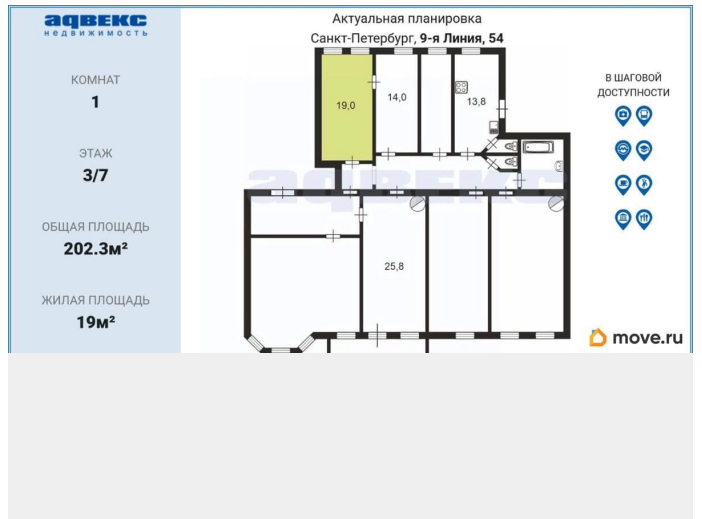 адвекс
недвижимость
КОМНАТ
1
ЭТАЖ
3/7
ОБЩАЯ ПЛОЩАДЬ
202.3м²
ЖИЛАЯ ПЛОЩАДЬ
19м²
Актуальная планировка
Санкт-Петербург, 9-я Линия, 54
19,0
14,0
13,8
25,8
адвекс
В ШАГОВОЙ
ДОСТУПНОСТИ
move.ru